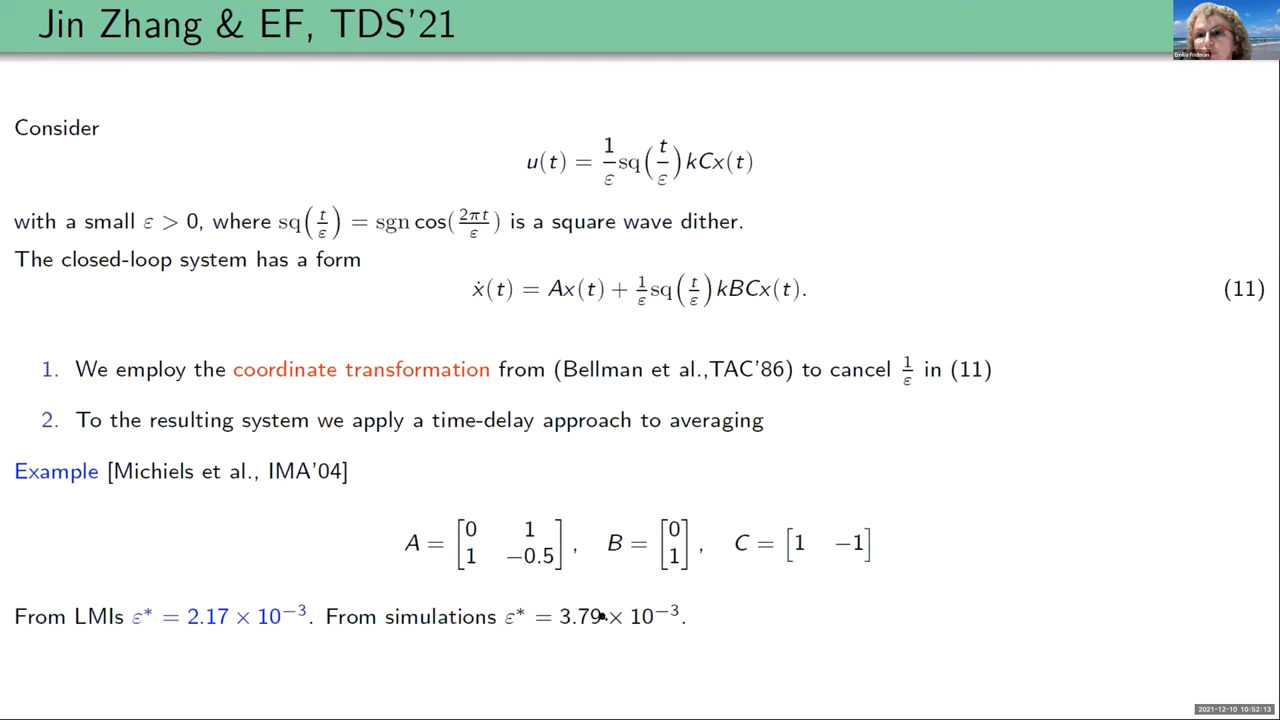 Jin Zhang & EF, TDS'21
Emilia Fridman
Consider
u(t) = 1/ε sq(t/ε) kCx(t)
with a small ε > 0, where sq(t/ε) = sgn cos(2πt/ε) is a square wave dither.
The closed-loop system has a form
ẋ(t) = Ax(t) + 1/ε sq(t/ε) kBCx(t). (11)
1. We employ the coordinate transformation from (Bellman et al.,TAC'86) to cancel 1/ε in (11)
2. To the resulting system we apply a time-delay approach to averaging
Example [Michiels et al., IMA'04]
A = [0 1; 1 −0.5], B = [0; 1], C = [1 −1]
From LMIs ε* = 2.17 × 10⁻³. From simulations ε* = 3.79 × 10⁻³.
2021-12-10 10:52:13